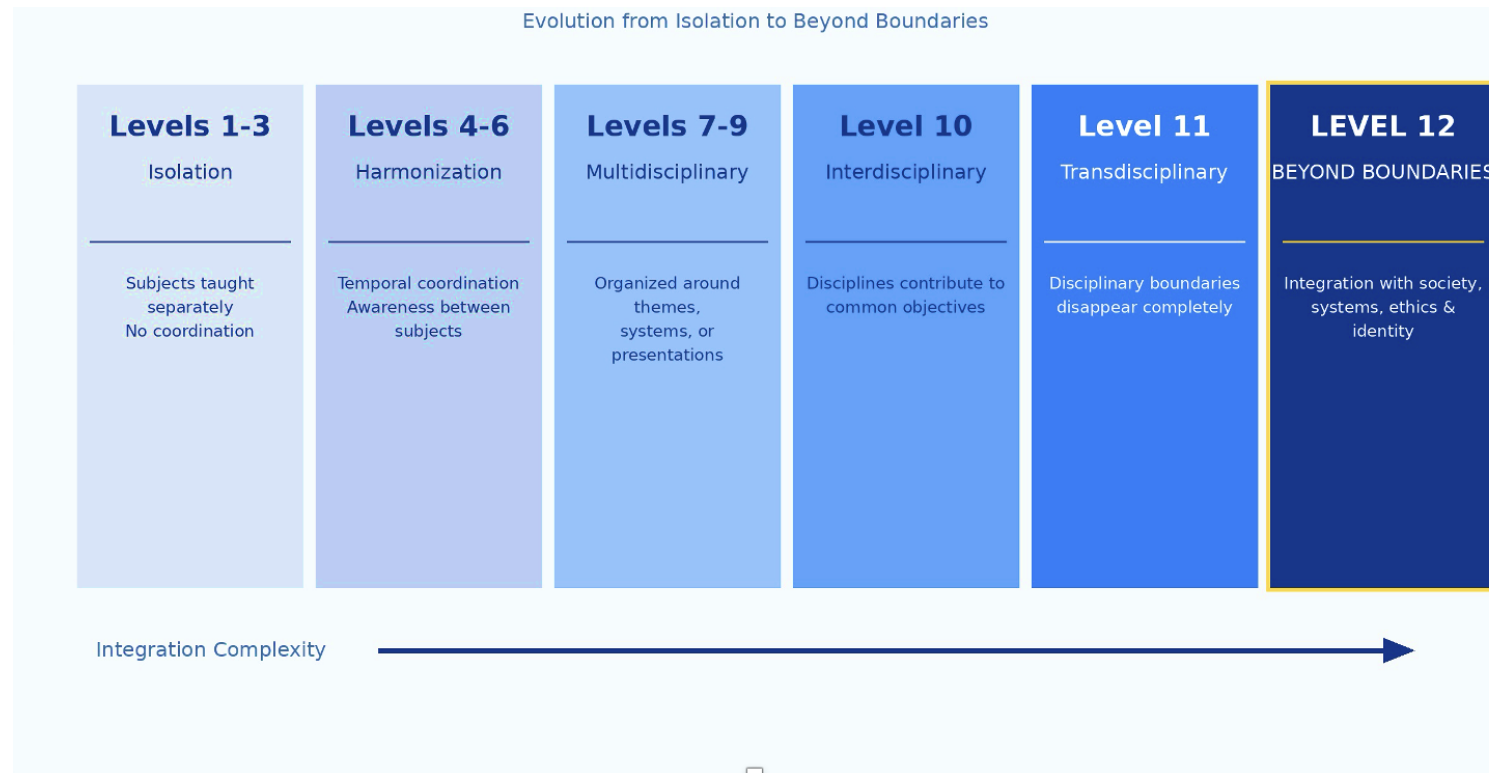 Evolution from Isolation to Beyond Boundaries
Levels 1-3
Isolation
Subjects taught
separately
No coordination
Levels 4-6
Harmonization
Temporal coordination
Awareness between
subjects
Levels 7-9
Multidisciplinary
Organized around
themes,
systems, or
presentations
Level 10
Interdisciplinary
Disciplines contribute to
common objectives
Level 11
Transdisciplinary
Disciplinary boundaries
disappear completely
LEVEL 12
BEYOND BOUNDARIES
Integration with society,
systems, ethics &
identity
Integration Complexity